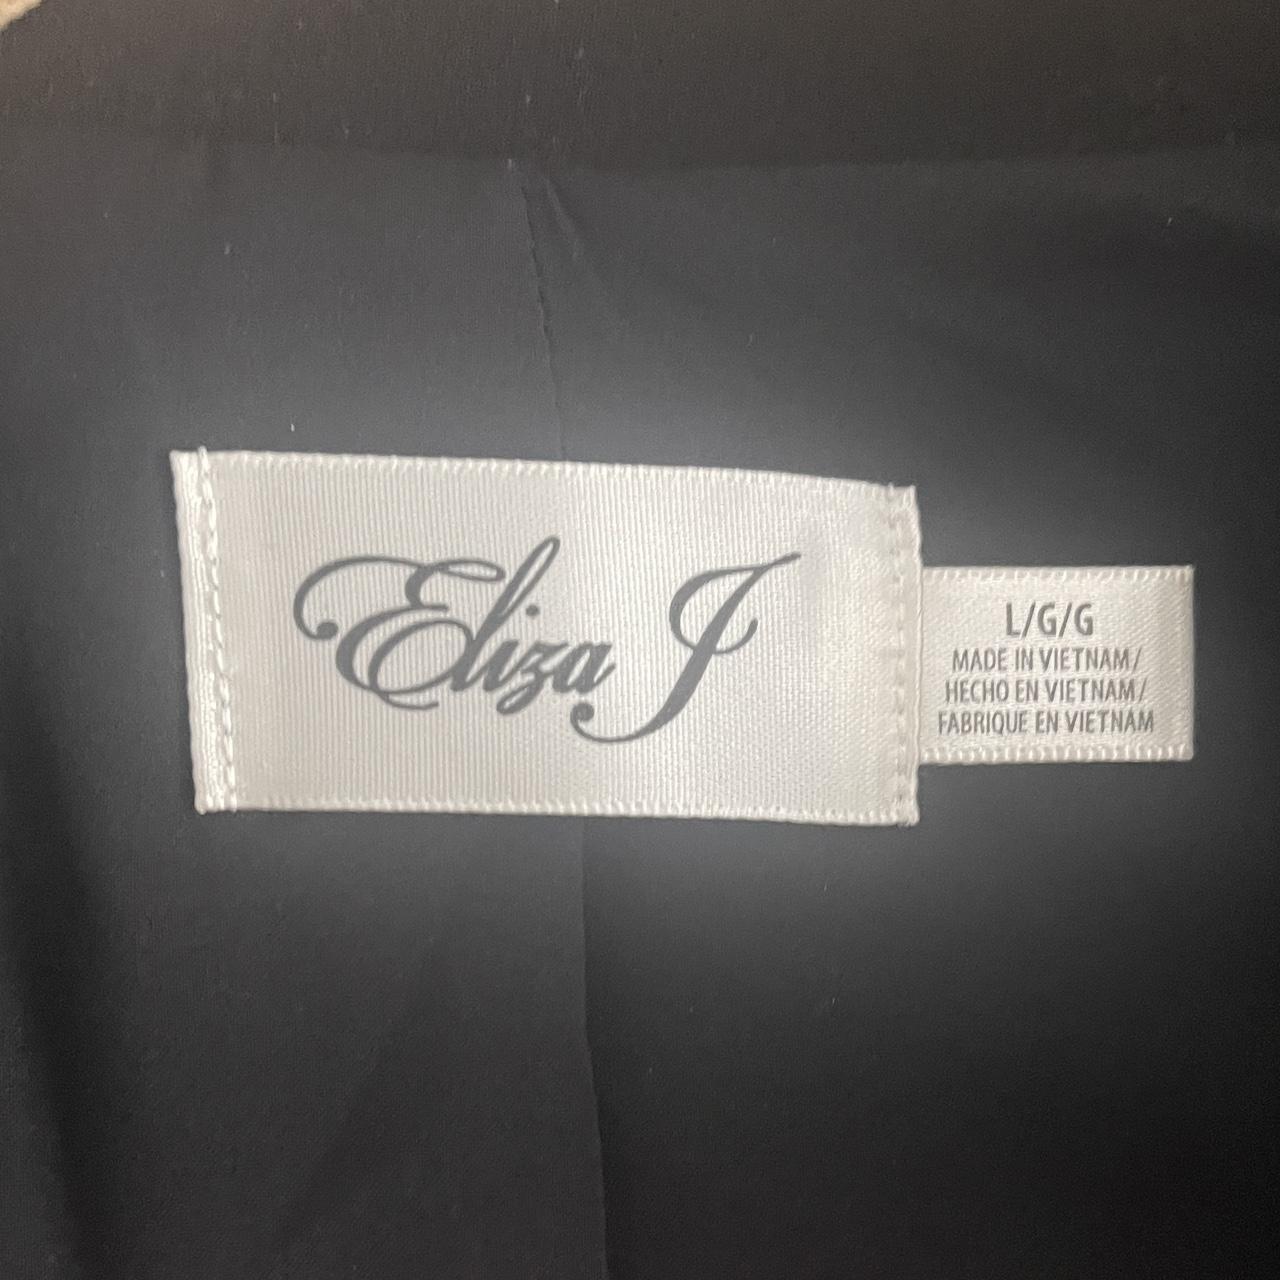 Eliza J
L/G/G
MADE IN VIETNAM/
HECHO EN VIETNAM/
FABRIQUE EN VIETNAM